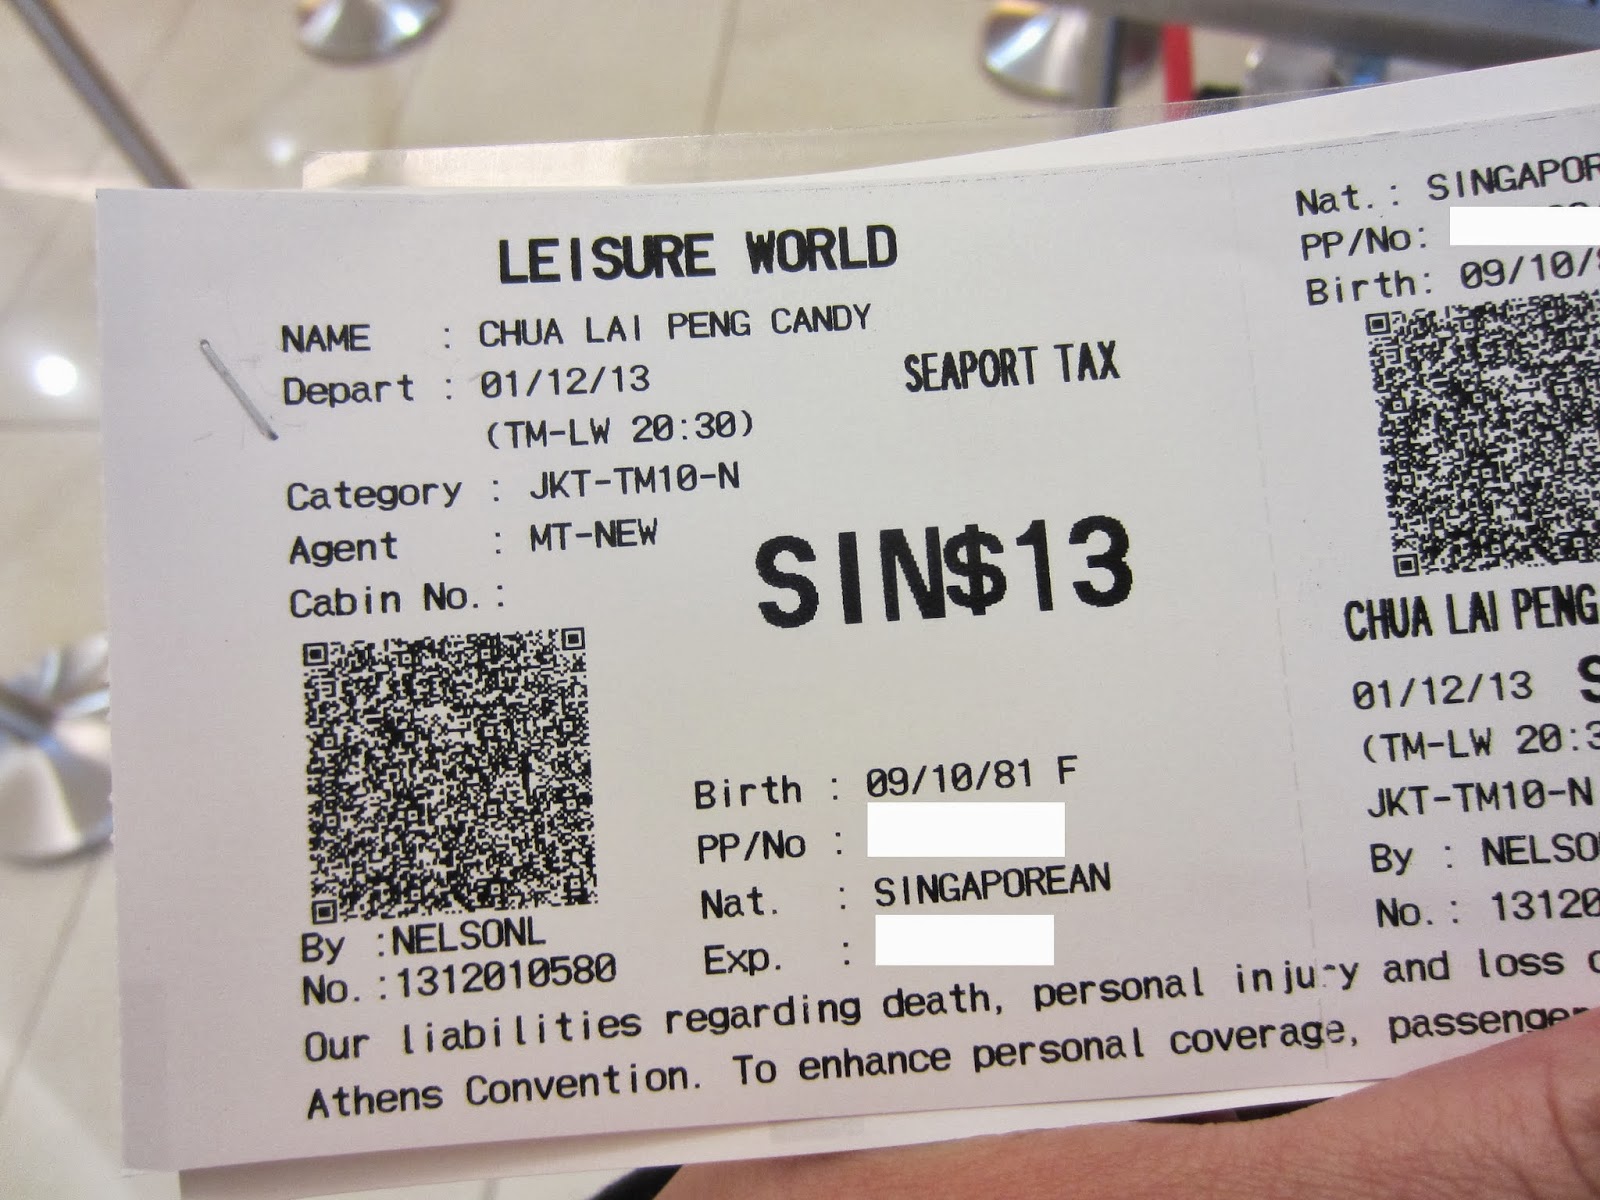 LEISURE WORLD
NAME : CHUA LAI PENG CANDY
Depart : 01/12/13
(TM-LW 20:30)
SEAPORT TAX
Category : JKT-TM10-N
Agent : MT-NEW
Cabin No.:
SIN$13
Birth : 09/10/81 F
PP/No :
Nat. : SINGAPOREAN
Exp. :
By :NELSONL
No.:1312010580
Our liabilities regarding death, personal injury and loss
Athens Convention. To enhance personal coverage, passenger
Nat.: SINGAPOR
PP/No:
Birth: 09/10/8
CHUA LAI PENG
01/12/13 S
(TM-LW 20:3
JKT-TM10-N
By : NELSO
No.: 13120